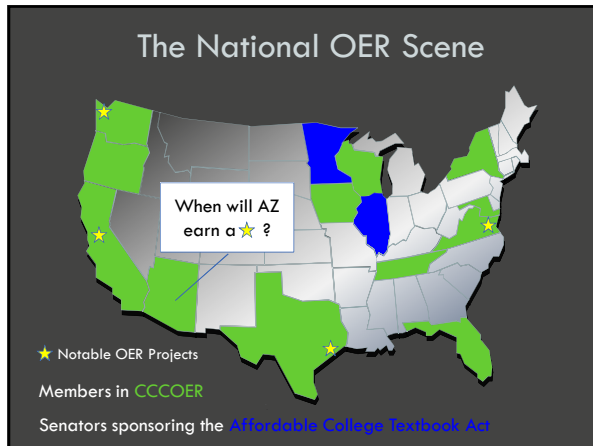 The National OER Scene
When will AZ
earn a ?
Notable OER Projects
Members in CCCOER
Senators sponsoring the Affordable College Textbook Act